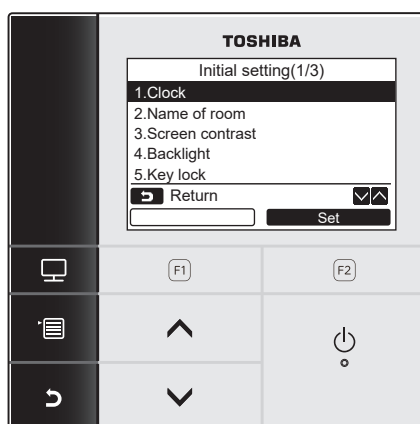 TOSHIBA
Initial setting(1/3)
1.Clock
2.Name of room
3.Screen contrast
4.Backlight
5.Key lock
Return
Set
F1
F2